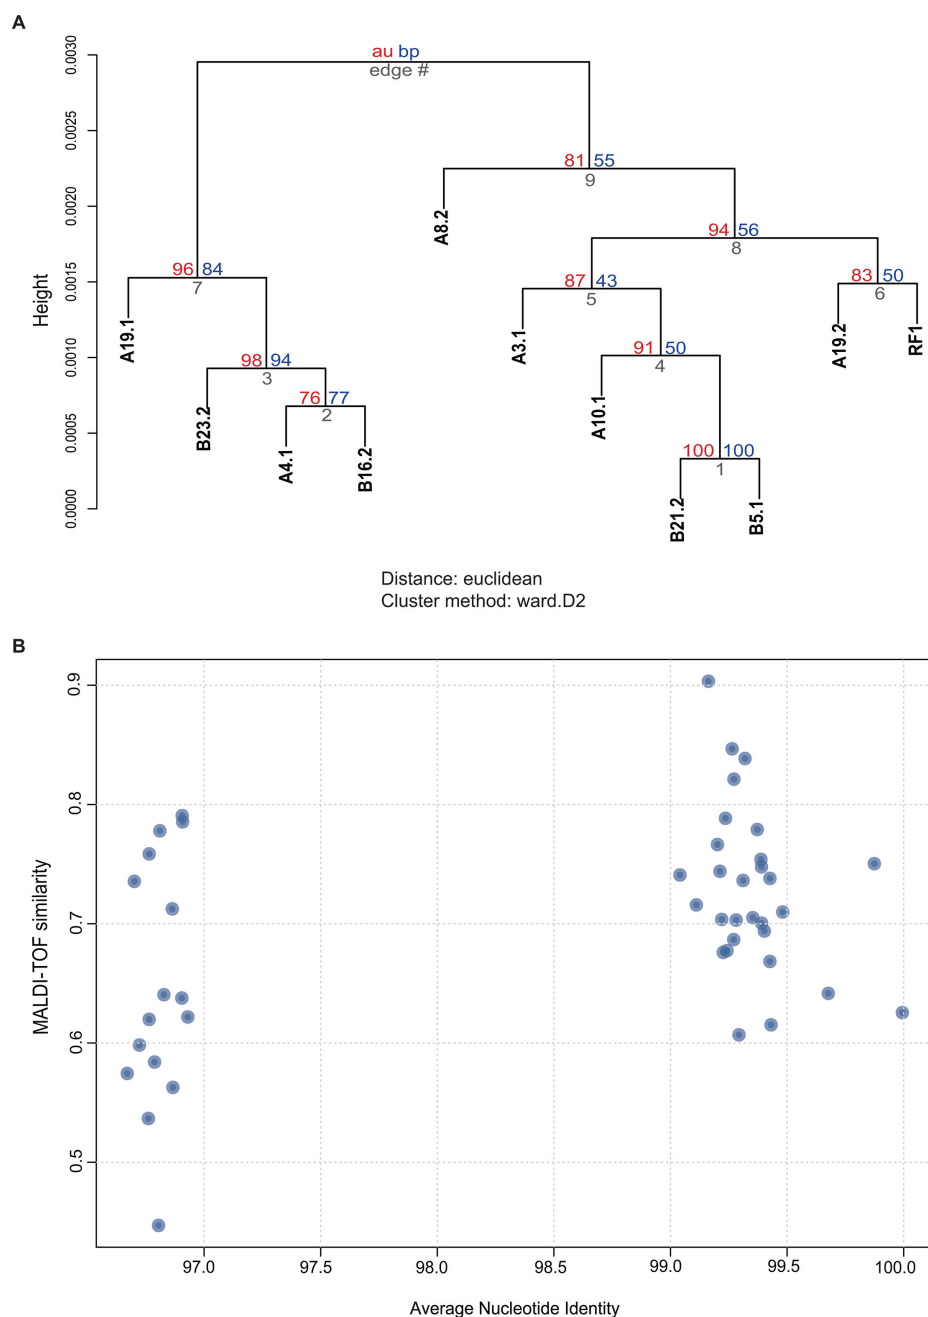 A
au bp
edge #
0.0030
0.0025
0.0020
0.0015
0.0010
0.0005
0.0000
Height
81 55
9
A8.2
94 56
8
96 84
7
87 43
5
83 50
6
A19.1
A3.1
A19.2
RF1
98 94
3
91 50
4
B23.2
76 77
2
A10.1
A4.1
B16.2
100 100
1
B21.2
B5.1
Distance: euclidean
Cluster method: ward.D2
B
0.9
0.8
0.7
0.6
0.5
MALDI-TOF similarity
97.0 97.5 98.0 98.5 99.0 99.5 100.0
Average Nucleotide Identity